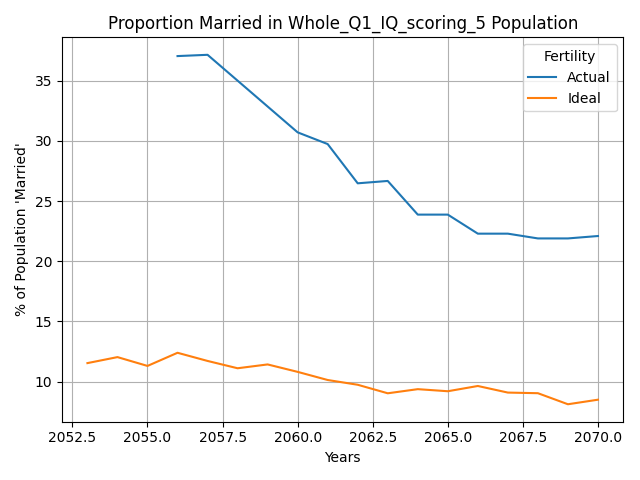 Proportion Married in Whole_Q1_IQ_scoring_5 Population
Fertility
Actual
Ideal
% of Population 'Married'
35
30
25
20
15
10
2052.5 2055.0 2057.5 2060.0 2062.5 2065.0 2067.5 2070.0
Years